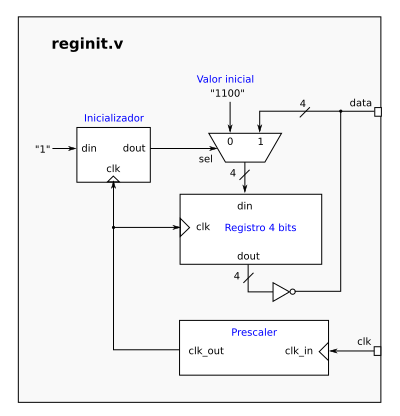 reginit.v
Valor inicial
"1100"
4
data
Inicializador
"1"
din
dout
clk
sel
0
1
4
din
clk
Registro 4 bits
dout
4
Prescaler
clk
clk_out
clk_in